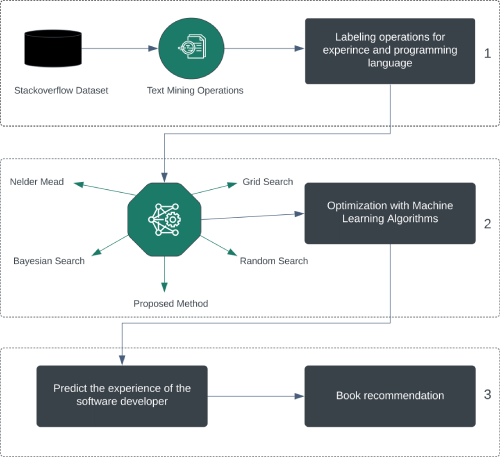 Labeling operations for
experince and programming
language
1
Stackoverflow Dataset
Text Mining Operations
Nelder Mead
Grid Search
Optimization with Machine
Learning Algorithms
2
Bayesian Search
Random Search
Proposed Method
Predict the experience of the
software developer
Book recommendation
3